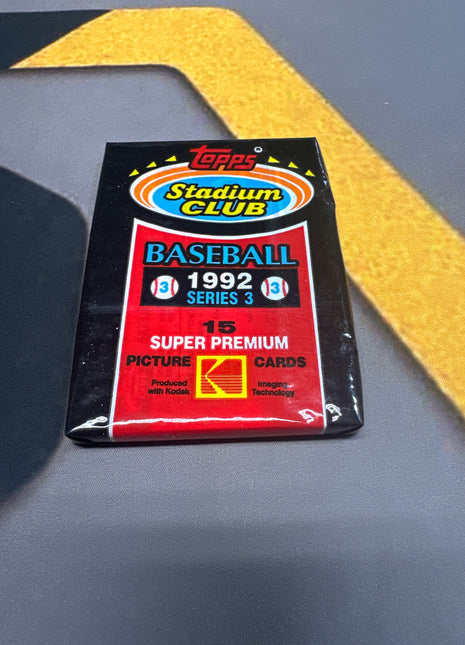 Topps ®
Stadium
CLUB
BASEBALL
3 1992 3
SERIES 3
15
SUPER PREMIUM
PICTURE CARDS
Produced with Kodak
Imaging Technology